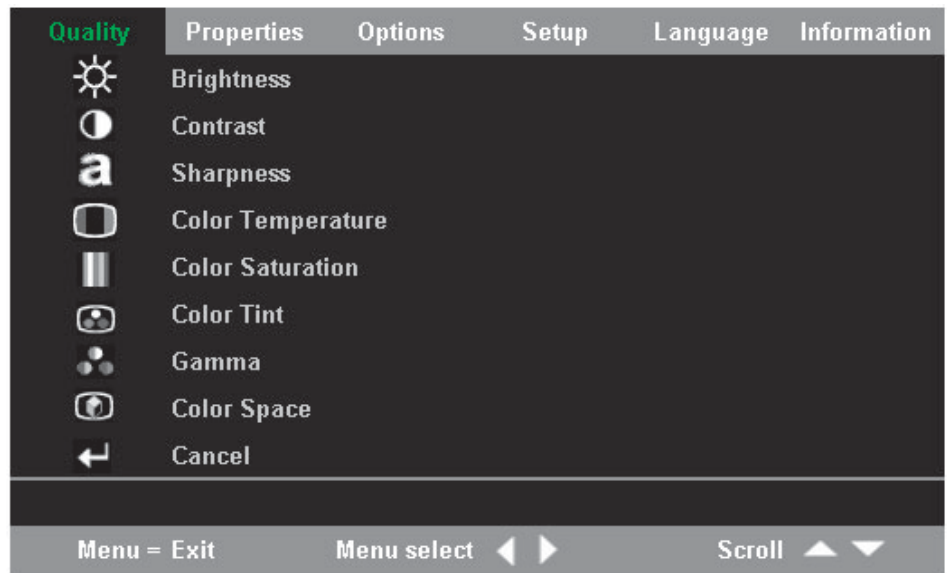 Quality Properties Options Setup Language Information
Brightness
Contrast
a Sharpness
Color Temperature
Color Saturation
Color Tint
Gamma
Color Space
Cancel
Menu = Exit Menu select Scroll